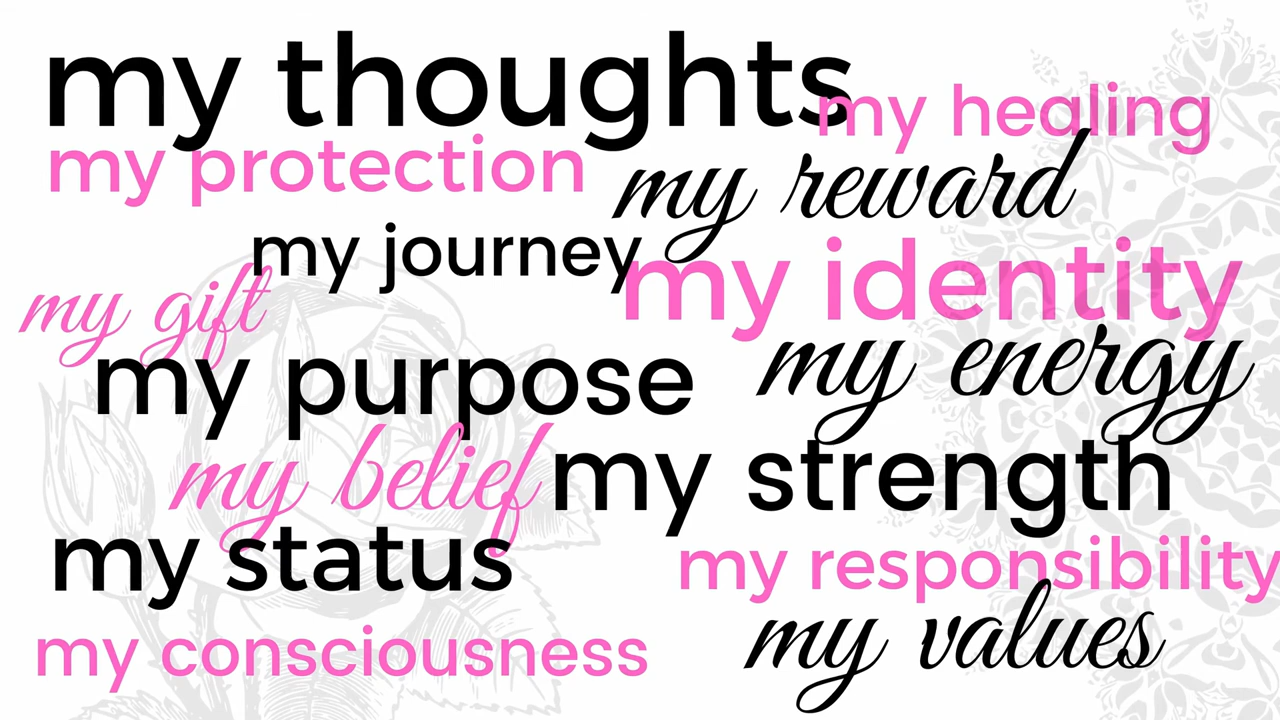 my thoughts
my healing
my protection
my reward
my journey
my identity
my gift
my purpose
my energy
my belief
my strength
my status
my responsibility
my values
my consciousness